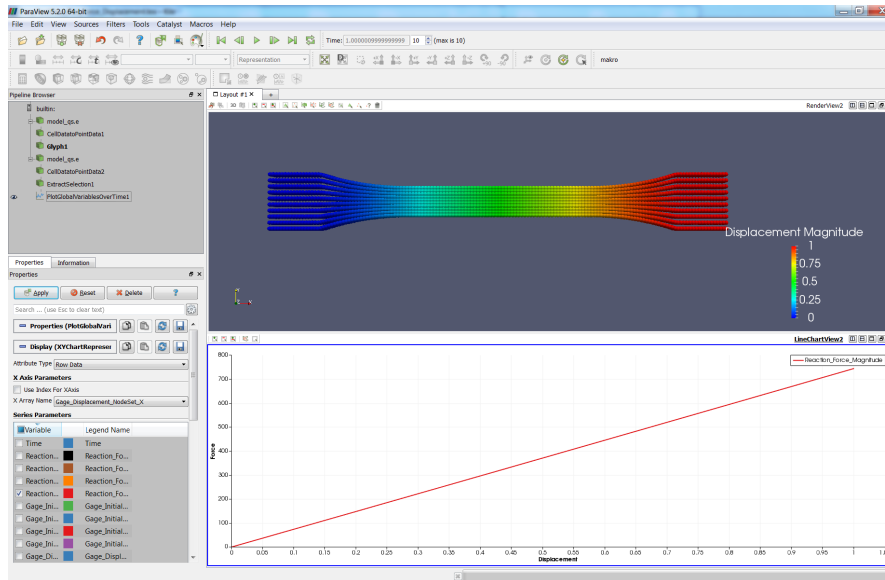 ParaView 5.2.0 64-bit
File Edit View Sources Filters Tools Catalyst Macros Help
Time: 1.0000009999999999 10 (max is 10)
Representation
makro
Pipeline Browser
Layout #1
builtin:
3D
RenderView2
model_qs.e
CellDatatoPointData1
Glyph1
model_qs.e
CellDatatoPointData2
ExtractSelection1
PlotGlobalVariablesOverTime1
Displacement Magnitude
1
0.75
0.5
0.25
0
Properties Information
Properties
Apply Reset Delete ?
Search ... (use Esc to clear text)
Properties (PlotGlobalVari
Display (XYChartRepreser
LineChartView2
Attribute Type Row Data
X Axis Parameters
Use Index For XAxis
X Array Name Gage_Displacement_NodeSet_X
Series Parameters
Variable Legend Name
Time Time
Reaction... Reaction_Fo...
Reaction... Reaction_Fo...
Reaction... Reaction_Fo...
Reaction... Reaction_Fo...
Gage_Ini... Gage_Initial...
Gage_Ini... Gage_Initial...
Gage_Ini... Gage_Initial...
Gage_Ini... Gage_Initial...
Gage_Di... Gage_Displ...
Reaction_Force_Magnitude
800
700
600
500
400
300
200
100
0
Force
0 0.05 0.1 0.15 0.2 0.25 0.3 0.35 0.4 0.45 0.5 0.55 0.6 0.65 0.7 0.75 0.8 0.85 0.9 0.95 1
Displacement